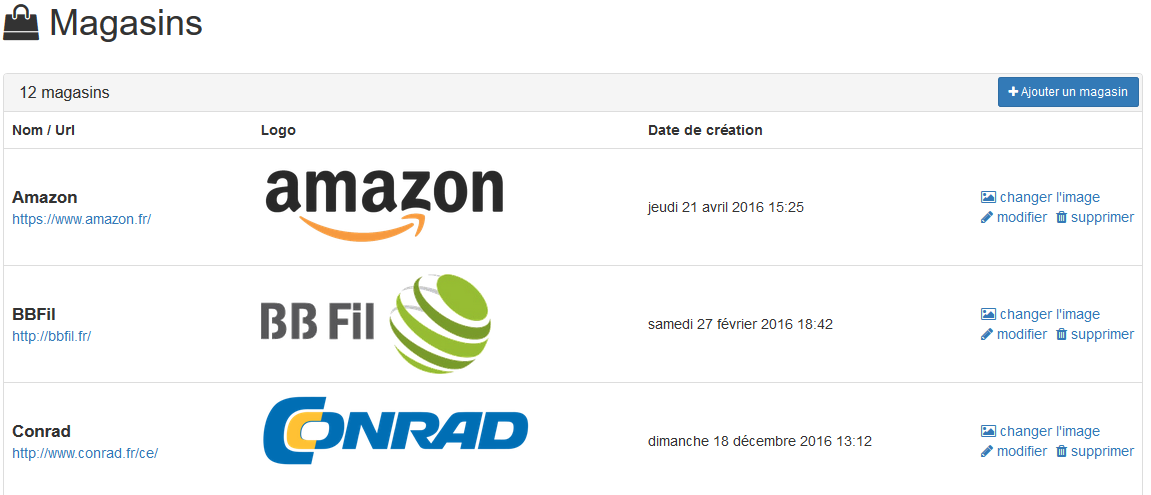 Magasins
12 magasins
Ajouter un magasin
Nom / Url
Logo
Date de création
Amazon
https://www.amazon.fr/
amazon
jeudi 21 avril 2016 15:25
changer l'image
modifier supprimer
BBFil
http://bbfil.fr/
BB Fil
samedi 27 février 2016 18:42
changer l'image
modifier supprimer
Conrad
http://www.conrad.fr/ce/
CONRAD
dimanche 18 décembre 2016 13:12
changer l'image
modifier supprimer